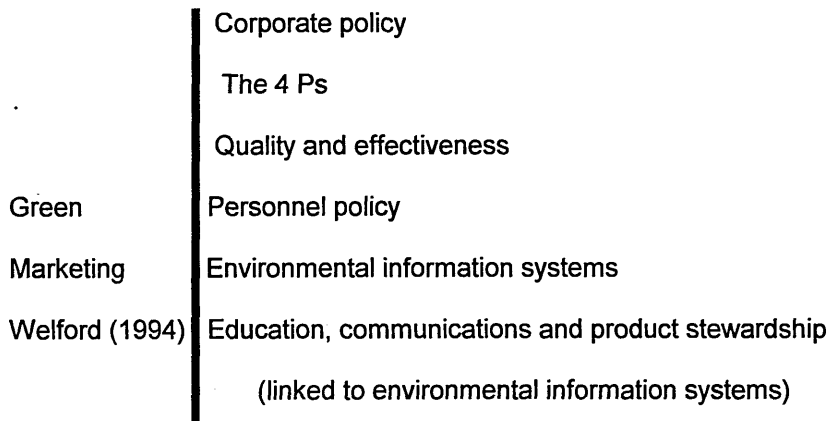 Corporate policy
The 4 Ps
Quality and effectiveness
Green Personnel policy
Marketing Environmental information systems
Welford (1994) Education, communications and product stewardship
(linked to environmental information systems)